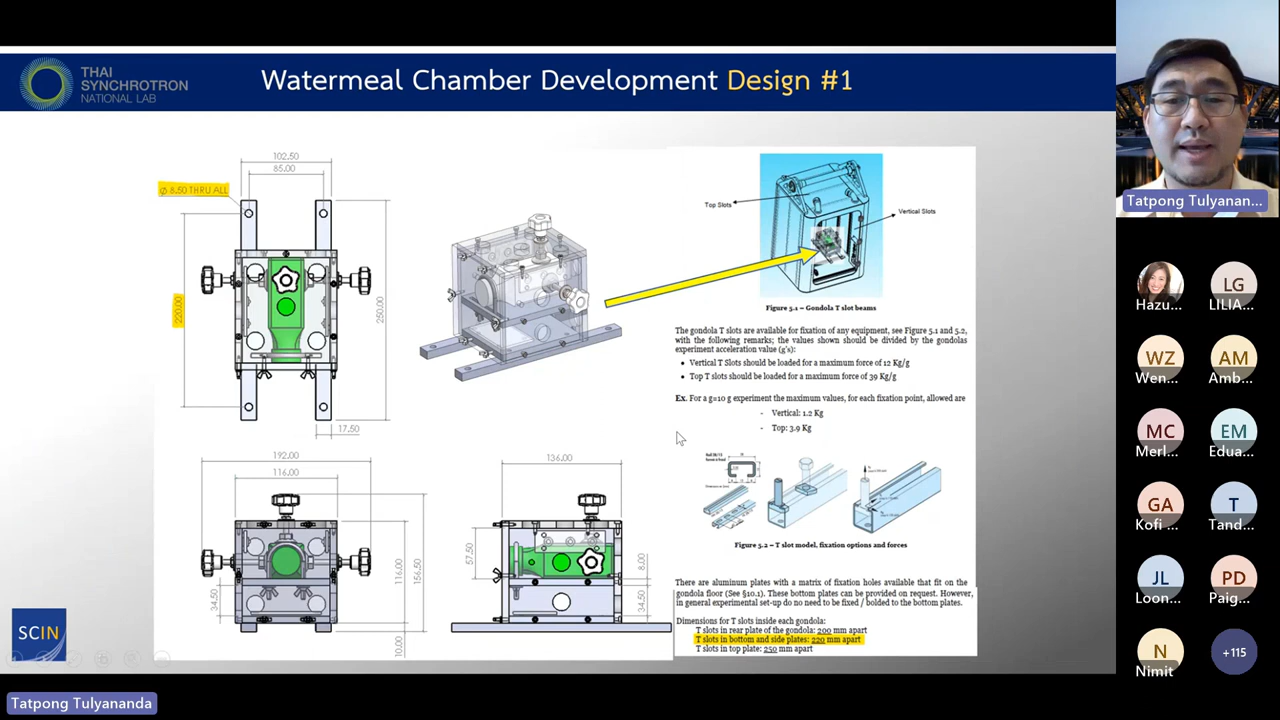 THAI
SYNCHROTRON
NATIONAL LAB
Watermeal Chamber Development Design #1
102.50
85.00
Ø 8.50 THRU ALL
220.00
250.00
17.50
192.00
116.00
34.50
116.00
156.50
10.00
136.00
57.50
8.00
34.50
Top Slots
Vertical Slots
Figure 5.1 – Gondola T slot beams
The gondola T slots are available for fixation of any equipment, see Figure 5.1 and 5.2,
with the following remarks; the values shown should be divided by the gondolas
experiment acceleration value (g's):
• Vertical T Slots should be loaded for a maximum force of 12 Kg/g
• Top T slots should be loaded for a maximum force of 39 Kg/g
Ex. For a g=10 g experiment the maximum values, for each fixation point, allowed are
- Vertical: 1.2 Kg
- Top: 3.9 Kg
Figure 5.2 – T slot model, fixation options and forces
There are aluminum plates with a matrix of fixation holes available that fit on the
gondola floor (See §10.1). These bottom plates can be provided on request. However,
in general experimental set-up do no need to be fixed / bolded to the bottom plates.
Dimensions for T slots inside each gondola:
T slots in rear plate of the gondola: 200 mm apart
T slots in bottom and side plates: 220 mm apart
T slots in top plate: 250 mm apart
SCIN
Tatpong Tulyananda
Tatpong Tulyanan...
Hazu...
LG
LILIA...
WZ
Wen...
AM
Amb...
MC
Merl...
EM
Edua...
GA
Kofi ...
T
Tand...
JL
Loon...
PD
Paig...
N
Nimit
+115